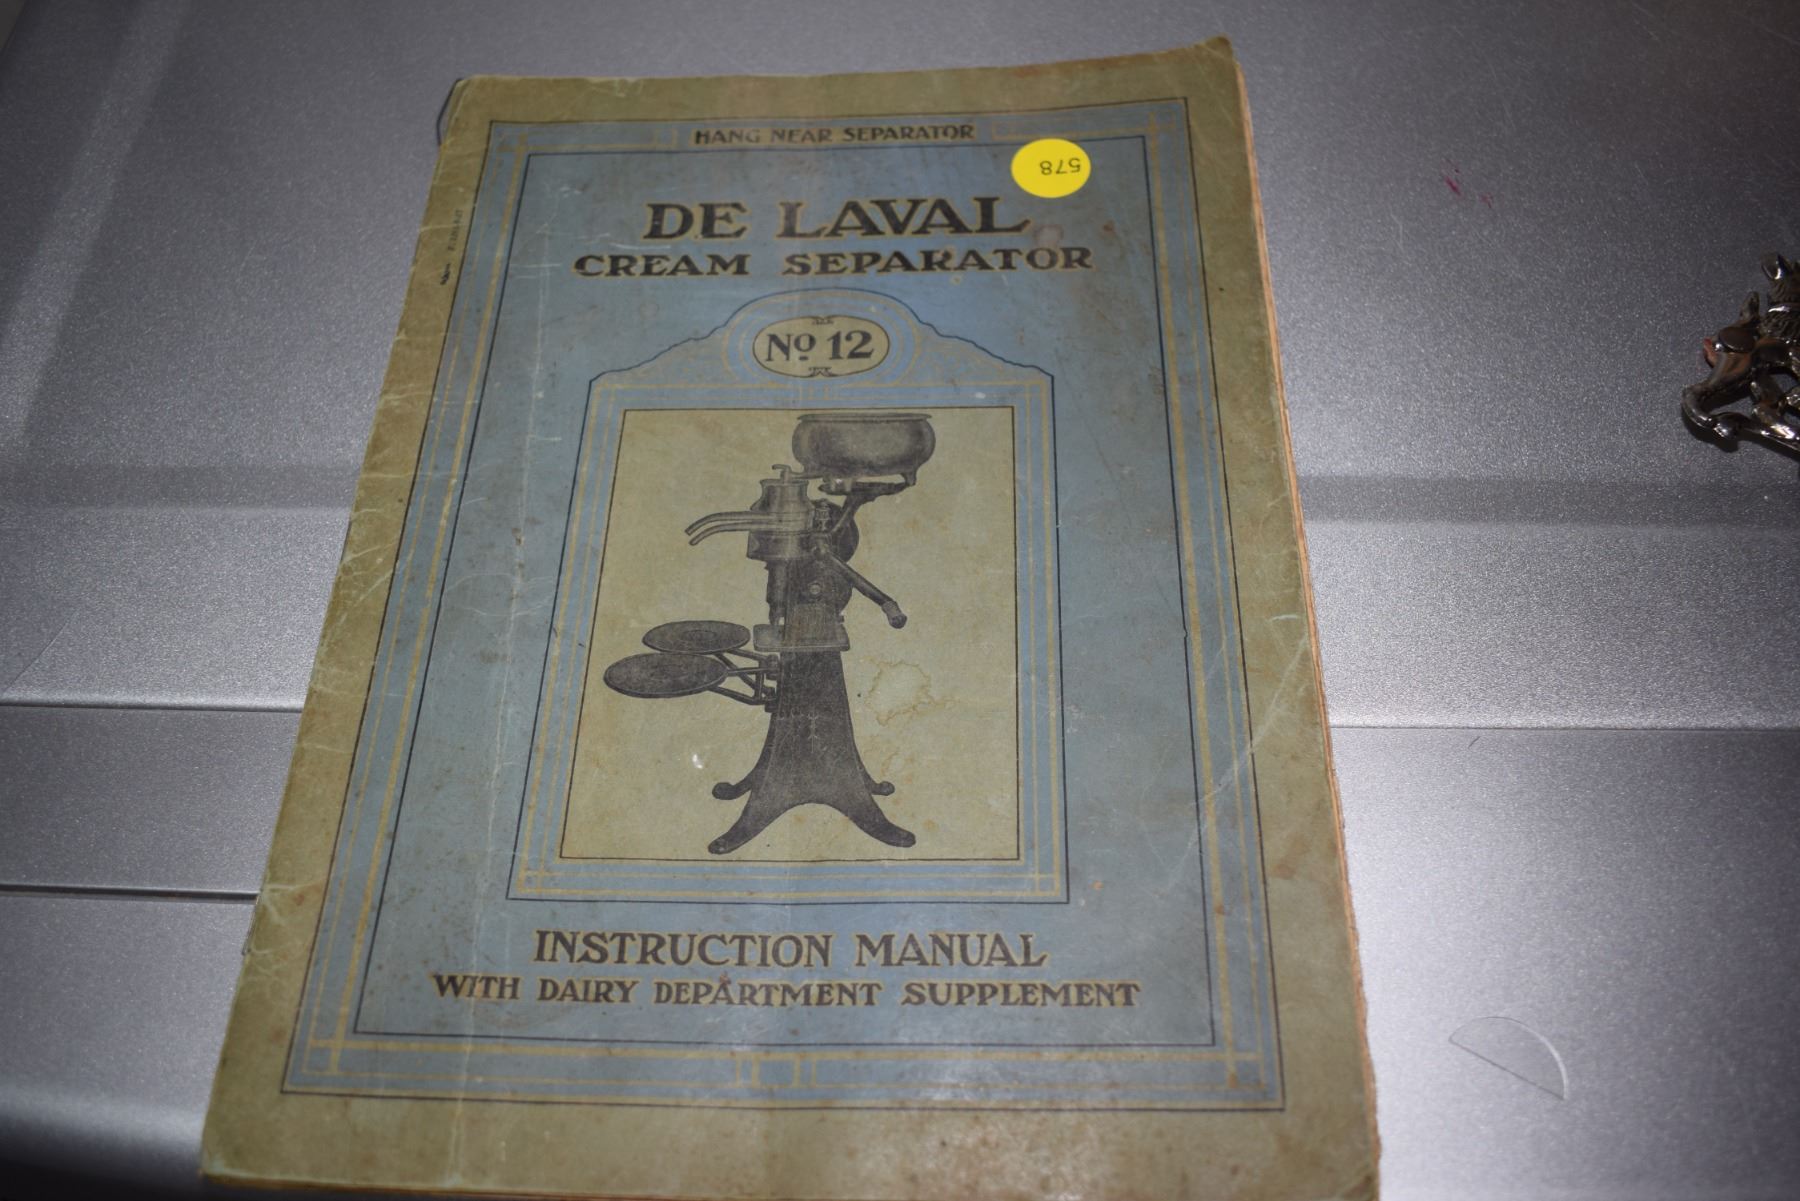 HANG NEAR SEPARATOR
578
DE LAVAL
CREAM SEPARATOR
No 12
INSTRUCTION MANUAL
WITH DAIRY DEPARTMENT SUPPLEMENT